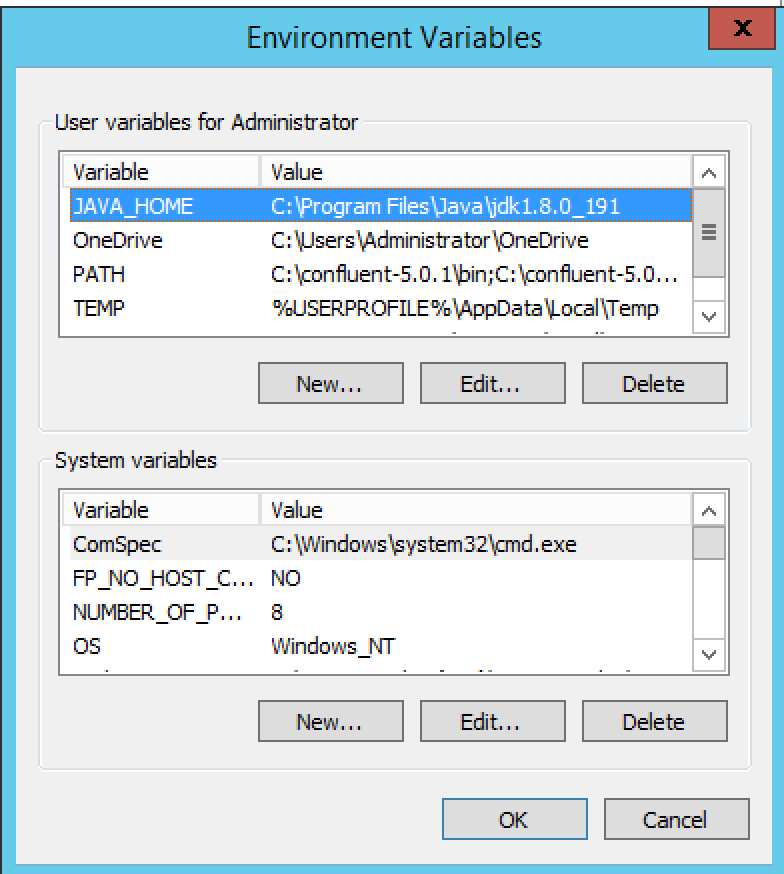 Environment Variables
x
User variables for Administrator
Variable Value
JAVA_HOME C:\Program Files\Java\jdk1.8.0_191
OneDrive C:\Users\Administrator\OneDrive
PATH C:\confluent-5.0.1\bin;C:\confluent-5.0...
TEMP %USERPROFILE%\AppData\Local\Temp
New... Edit... Delete
System variables
Variable Value
ComSpec C:\Windows\system32\cmd.exe
FP_NO_HOST_C... NO
NUMBER_OF_P... 8
OS Windows_NT
New... Edit... Delete
OK Cancel